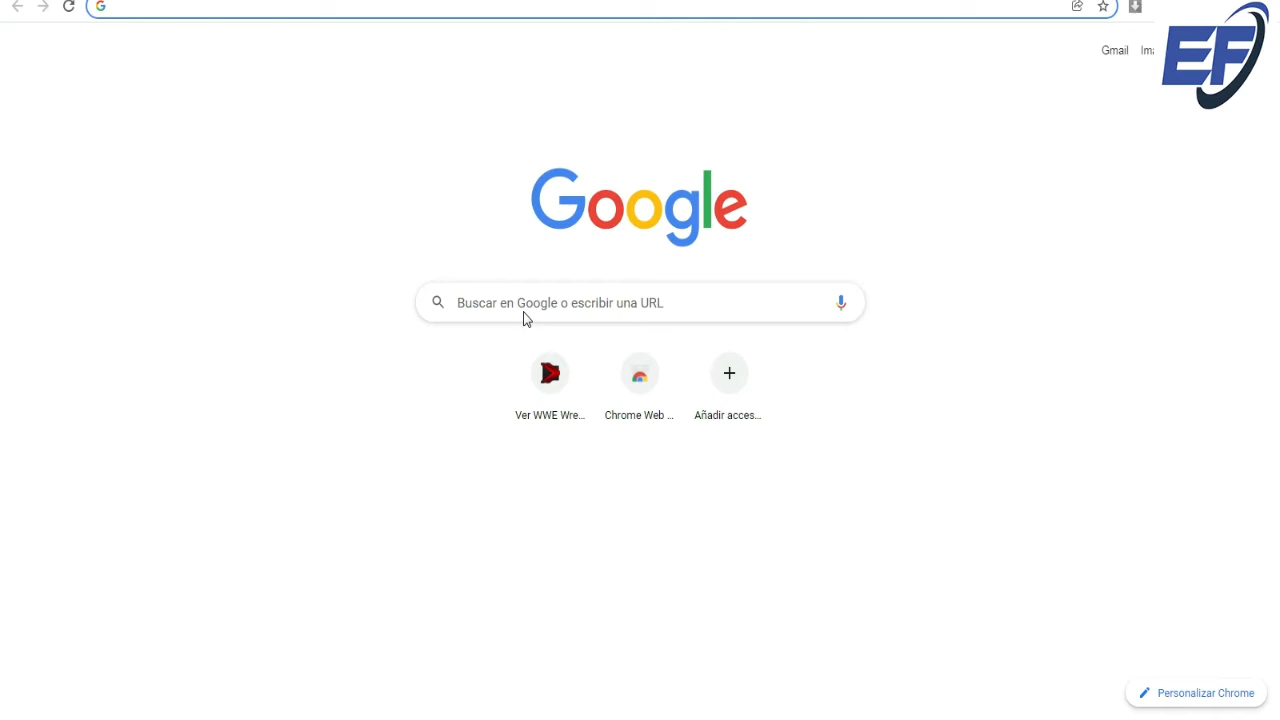 Gmail
EF
Google
Buscar en Google o escribir una URL
Ver WWE Wre...
Chrome Web ...
Añadir acces...
Personalizar Chrome